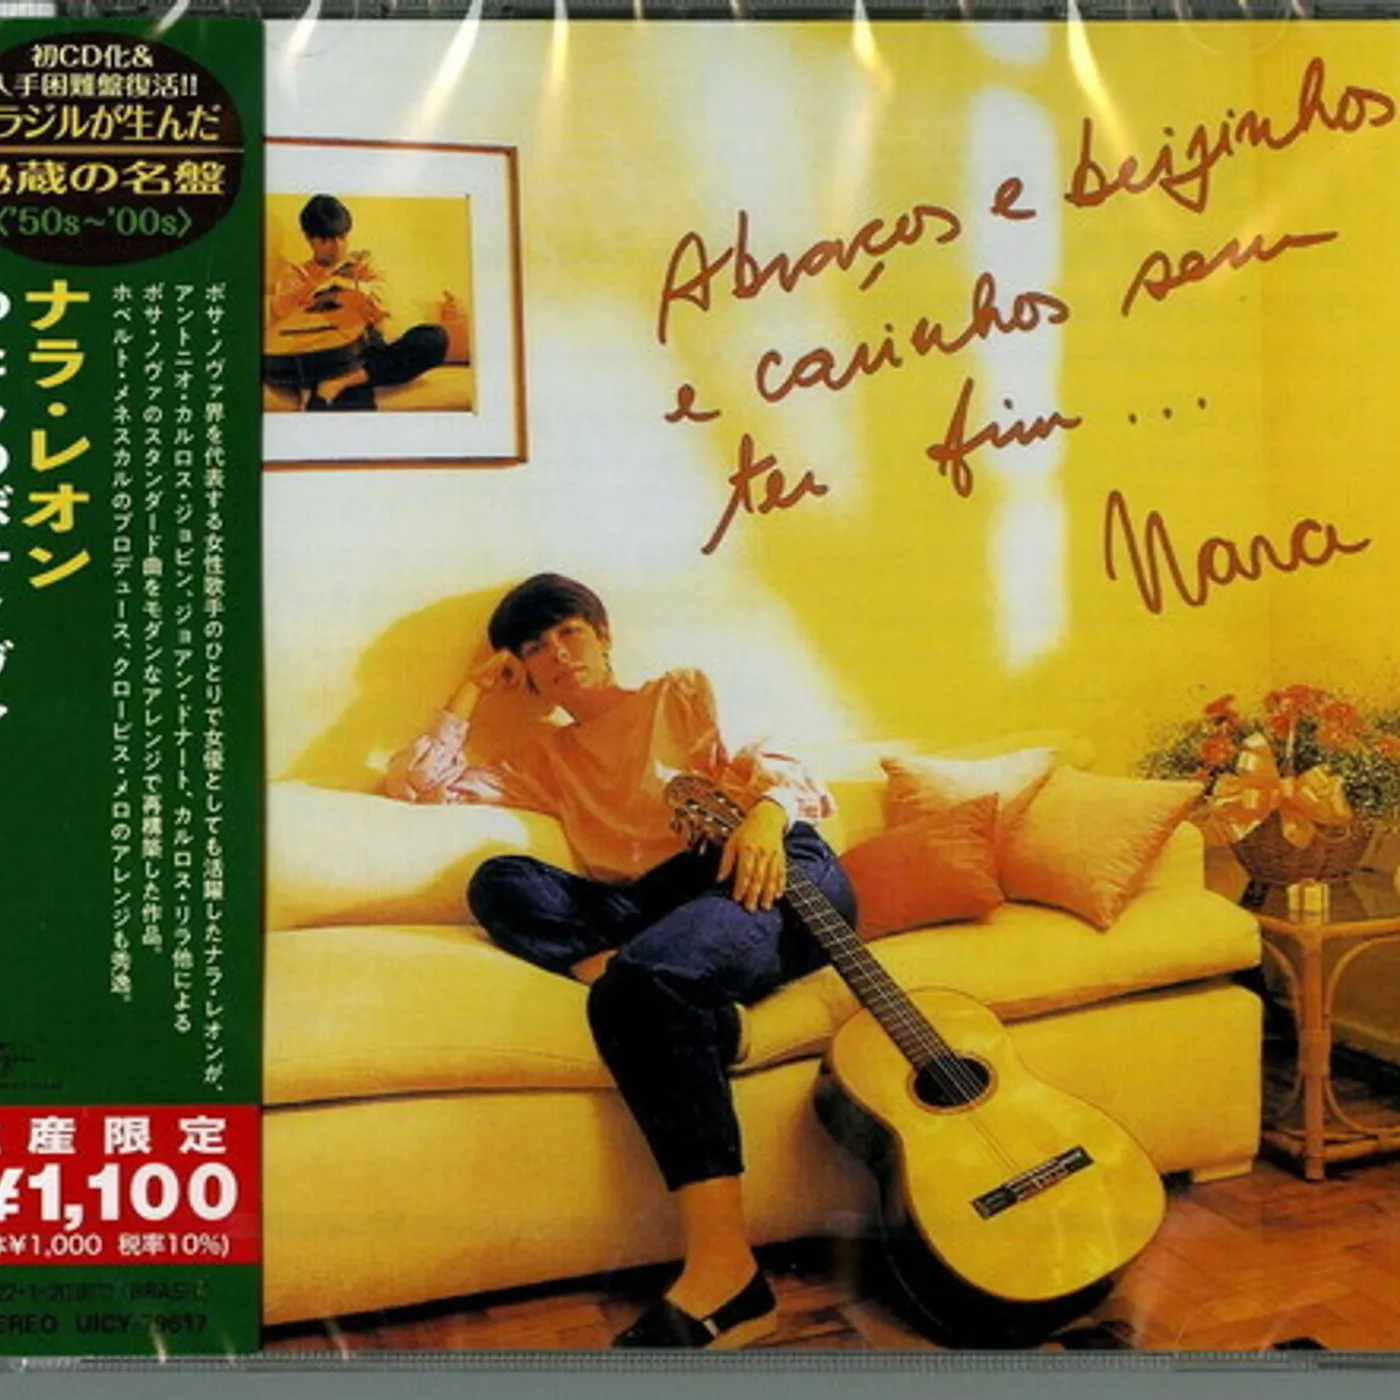 初CD化&
入手困難盤復活!!
ラジルが生んだ
秘蔵の名盤
〈'50s~'00s〉
ナラ・レオン
ボサ・ノヴァ界を代表する女性歌手のひとりで女優としても活躍したナラ・レオンが、
アントニオ・カルロス・ジョビン、ジョアン・ドナート、カルロス・リラ他による
ボサ・ノヴァのスタンダード曲をモダンなアレンジで再構築した作品。
ホベルト・メネスカルのプロデュース、クロービス・メロのアレンジも秀逸。
産限定
¥1,100
¥1,000 税率10%)
22・1・20 (BRASIL)
EREO UICY-79617
Abraços e beijinhos
e carinhos sem
ter fim ...
Nara